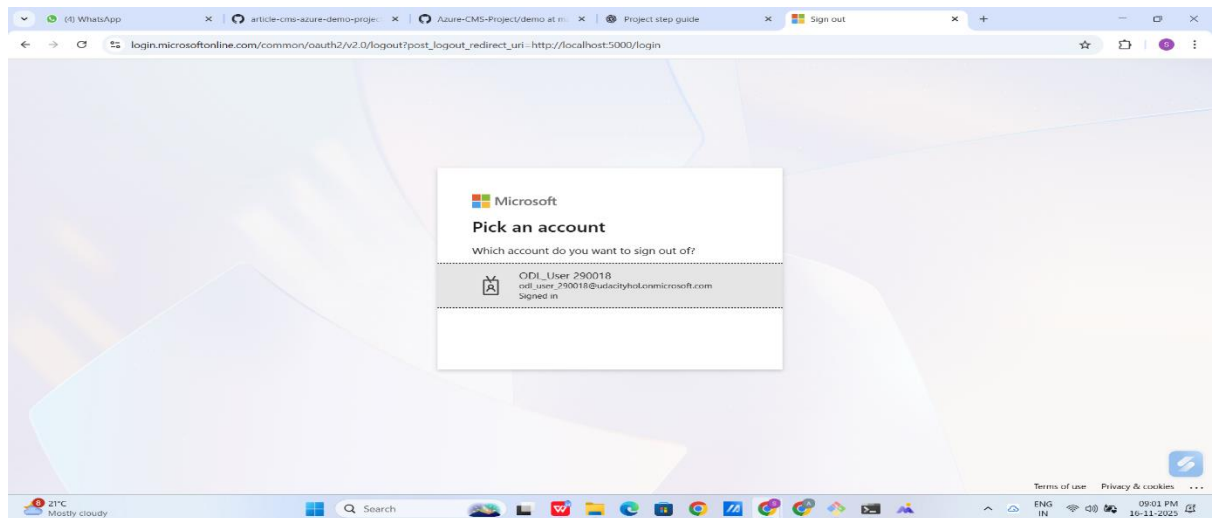 (4) WhatsApp
article-cms-azure-demo-projec
Azure-CMS-Project/demo at m
Project step guide
Sign out
login.microsoftonline.com/common/oauth2/v2.0/logout?post_logout_redirect_uri=http://localhost:5000/login
S
Microsoft
Pick an account
Which account do you want to sign out of?
ODL_User 290018
odl_user_290018@udacityhol.onmicrosoft.com
Signed in
Terms of use Privacy & cookies ...
8
21°C
Mostly cloudy
Search
ENG
IN
09:01 PM
16-11-2025